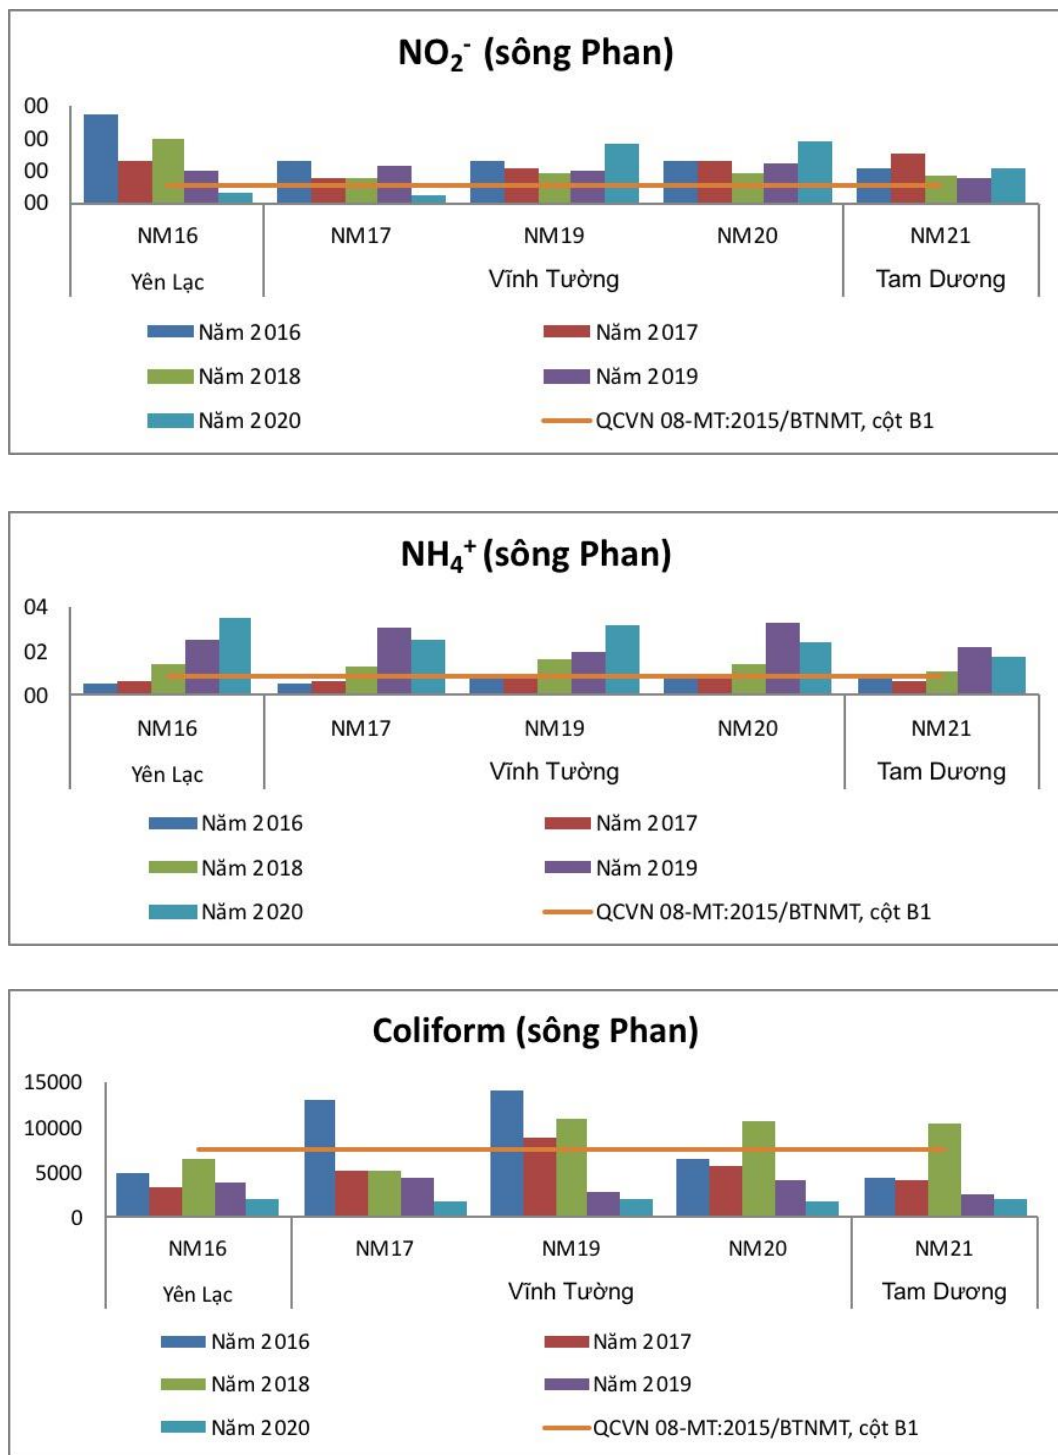 NO₂⁻ (sông Phan)
00
00
00
00
NM16 NM17 NM19 NM20 NM21
Yên Lạc Vĩnh Tường Tam Dương
Năm 2016 Năm 2017
Năm 2018 Năm 2019
Năm 2020 QCVN 08-MT:2015/BTNMT, cột B1
NH₄⁺ (sông Phan)
04
02
00
NM16 NM17 NM19 NM20 NM21
Yên Lạc Vĩnh Tường Tam Dương
Năm 2016 Năm 2017
Năm 2018 Năm 2019
Năm 2020 QCVN 08-MT:2015/BTNMT, cột B1
Coliform (sông Phan)
15000
10000
5000
0
NM16 NM17 NM19 NM20 NM21
Yên Lạc Vĩnh Tường Tam Dương
Năm 2016 Năm 2017
Năm 2018 Năm 2019
Năm 2020 QCVN 08-MT:2015/BTNMT, cột B1